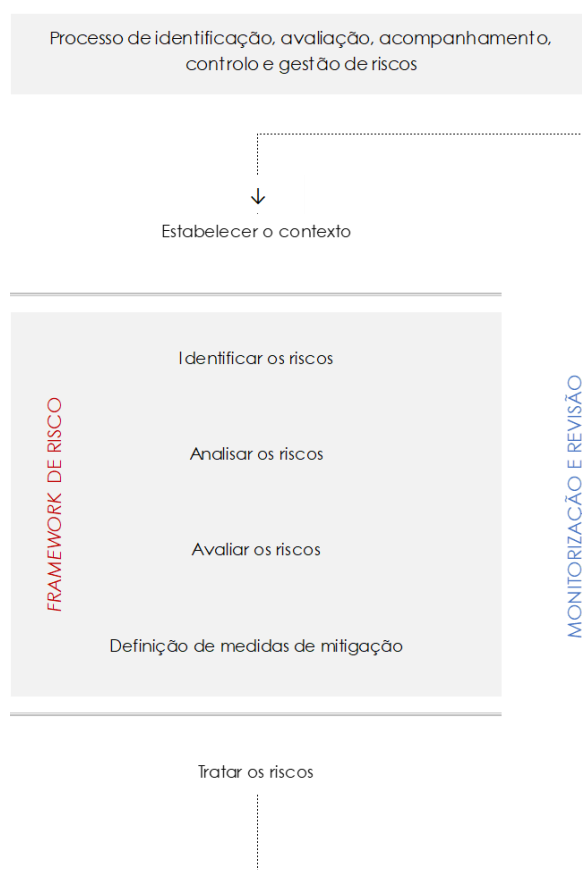 Processo de identificação, avaliação, acompanhamento,
controlo e gestão de riscos
Estabelecer o contexto
Identificar os riscos
Analisar os riscos
Avaliar os riscos
Definição de medidas de mitigação
FRAMEWORK DE RISCO
MONITORIZAÇÃO E REVISÃO
Tratar os riscos